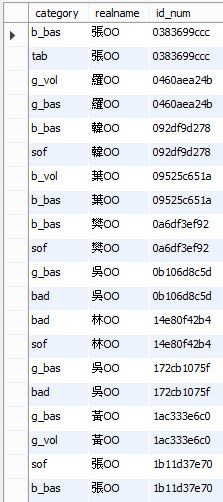 category realname id_num
b_bas 張OO 0383699ccc
tab 張OO 0383699ccc
g_vol 羅OO 0460aea24b
g_bas 羅OO 0460aea24b
b_bas 韓OO 092df9d278
sof 韓OO 092df9d278
b_vol 葉OO 09525c651a
b_bas 葉OO 09525c651a
b_bas 樊OO 0a6df3ef92
sof 樊OO 0a6df3ef92
g_bas 吳OO 0b106d8c5d
bad 吳OO 0b106d8c5d
bad 林OO 14e80f42b4
sof 林OO 14e80f42b4
g_bas 吳OO 172cb1075f
bad 吳OO 172cb1075f
g_bas 黃OO 1ac333e6c0
g_vol 黃OO 1ac333e6c0
sof 張OO 1b11d37e70
b_bas 張OO 1b11d37e70